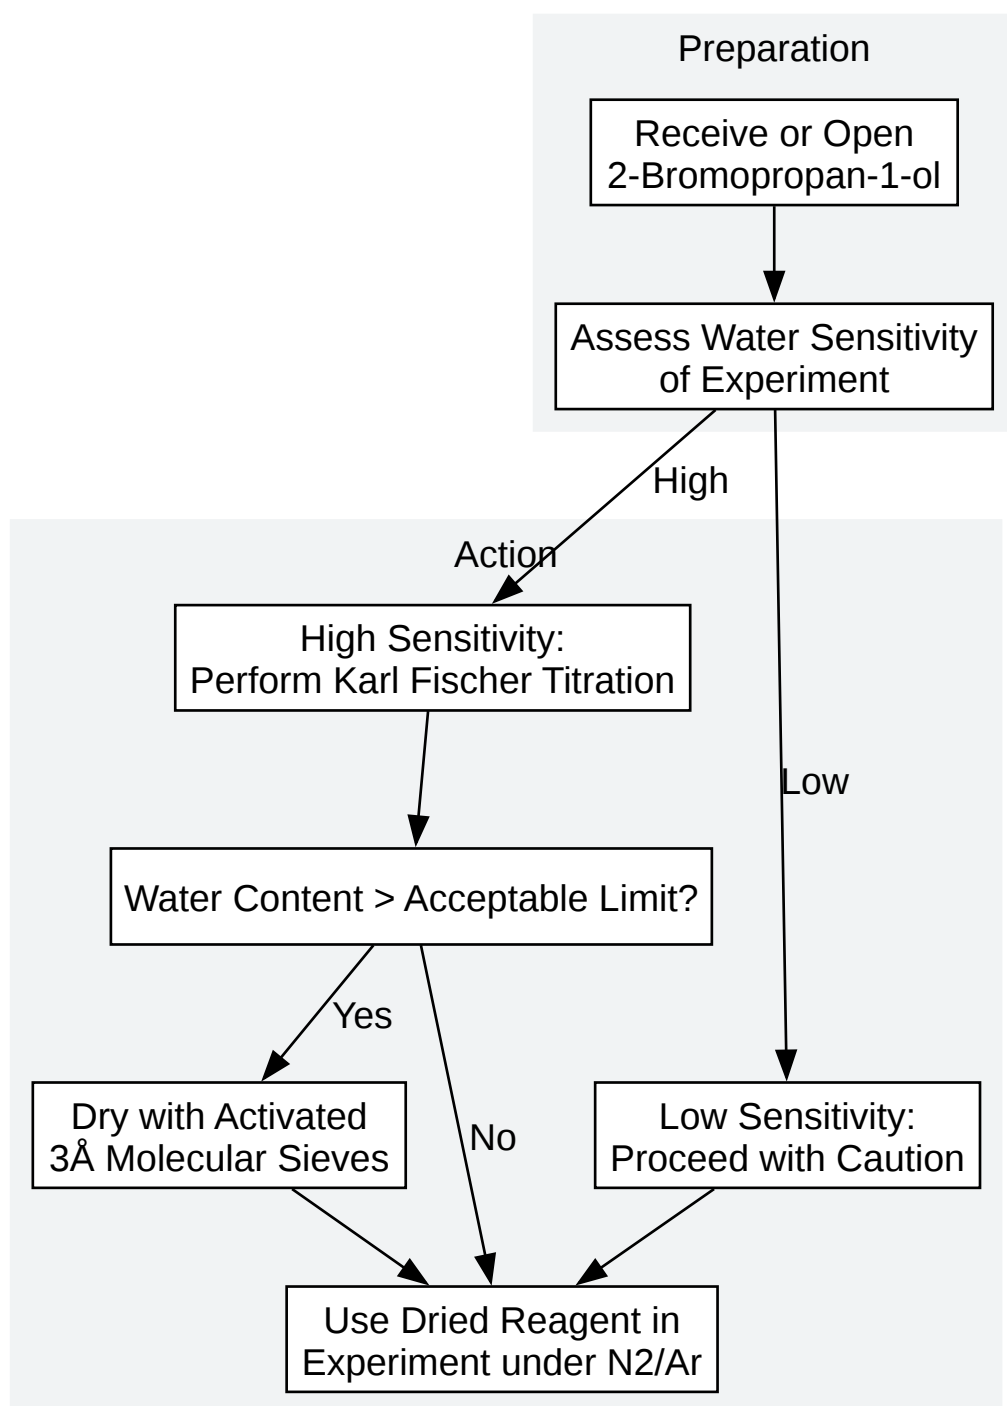 Preparation
Receive or Open
2-Bromopropan-1-ol
Assess Water Sensitivity
of Experiment
High
Action
High Sensitivity:
Perform Karl Fischer Titration
Low
Water Content > Acceptable Limit?
Yes
Dry with Activated
3Å Molecular Sieves
No
Low Sensitivity:
Proceed with Caution
Use Dried Reagent in
Experiment under N2/Ar